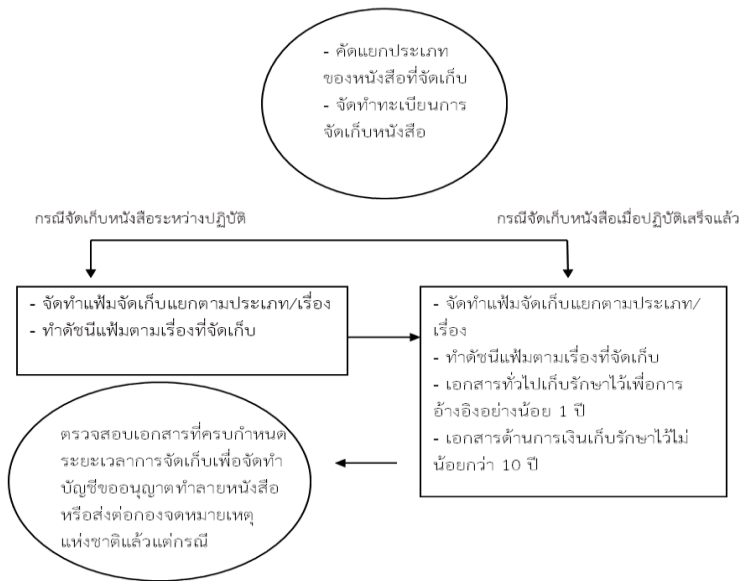 - คัดแยกประเภท
ของหนังสือที่จัดเก็บ
- จัดทำทะเบียนการ
จัดเก็บหนังสือ
กรณีจัดเก็บหนังสือระหว่างปฏิบัติ
กรณีจัดเก็บหนังสือเมื่อปฏิบัติเสร็จแล้ว
- จัดทำแฟ้มจัดเก็บแยกตามประเภท/เรื่อง
- ทำดัชนีแฟ้มตามเรื่องที่จัดเก็บ
- จัดทำแฟ้มจัดเก็บแยกตามประเภท/
เรื่อง
- ทำดัชนีแฟ้มตามเรื่องที่จัดเก็บ
- เอกสารทั่วไปเก็บรักษาไว้เพื่อการ
อ้างอิงอย่างน้อย 1 ปี
- เอกสารด้านการเงินเก็บรักษาไว้ไม่
น้อยกว่า 10 ปี
ตรวจสอบเอกสารที่ครบกำหนด
ระยะเวลาการจัดเก็บเพื่อจัดทำ
บัญชีขออนุญาตทำลายหนังสือ
หรือส่งต่อกองจดหมายเหตุ
แห่งชาติแล้วแต่กรณี